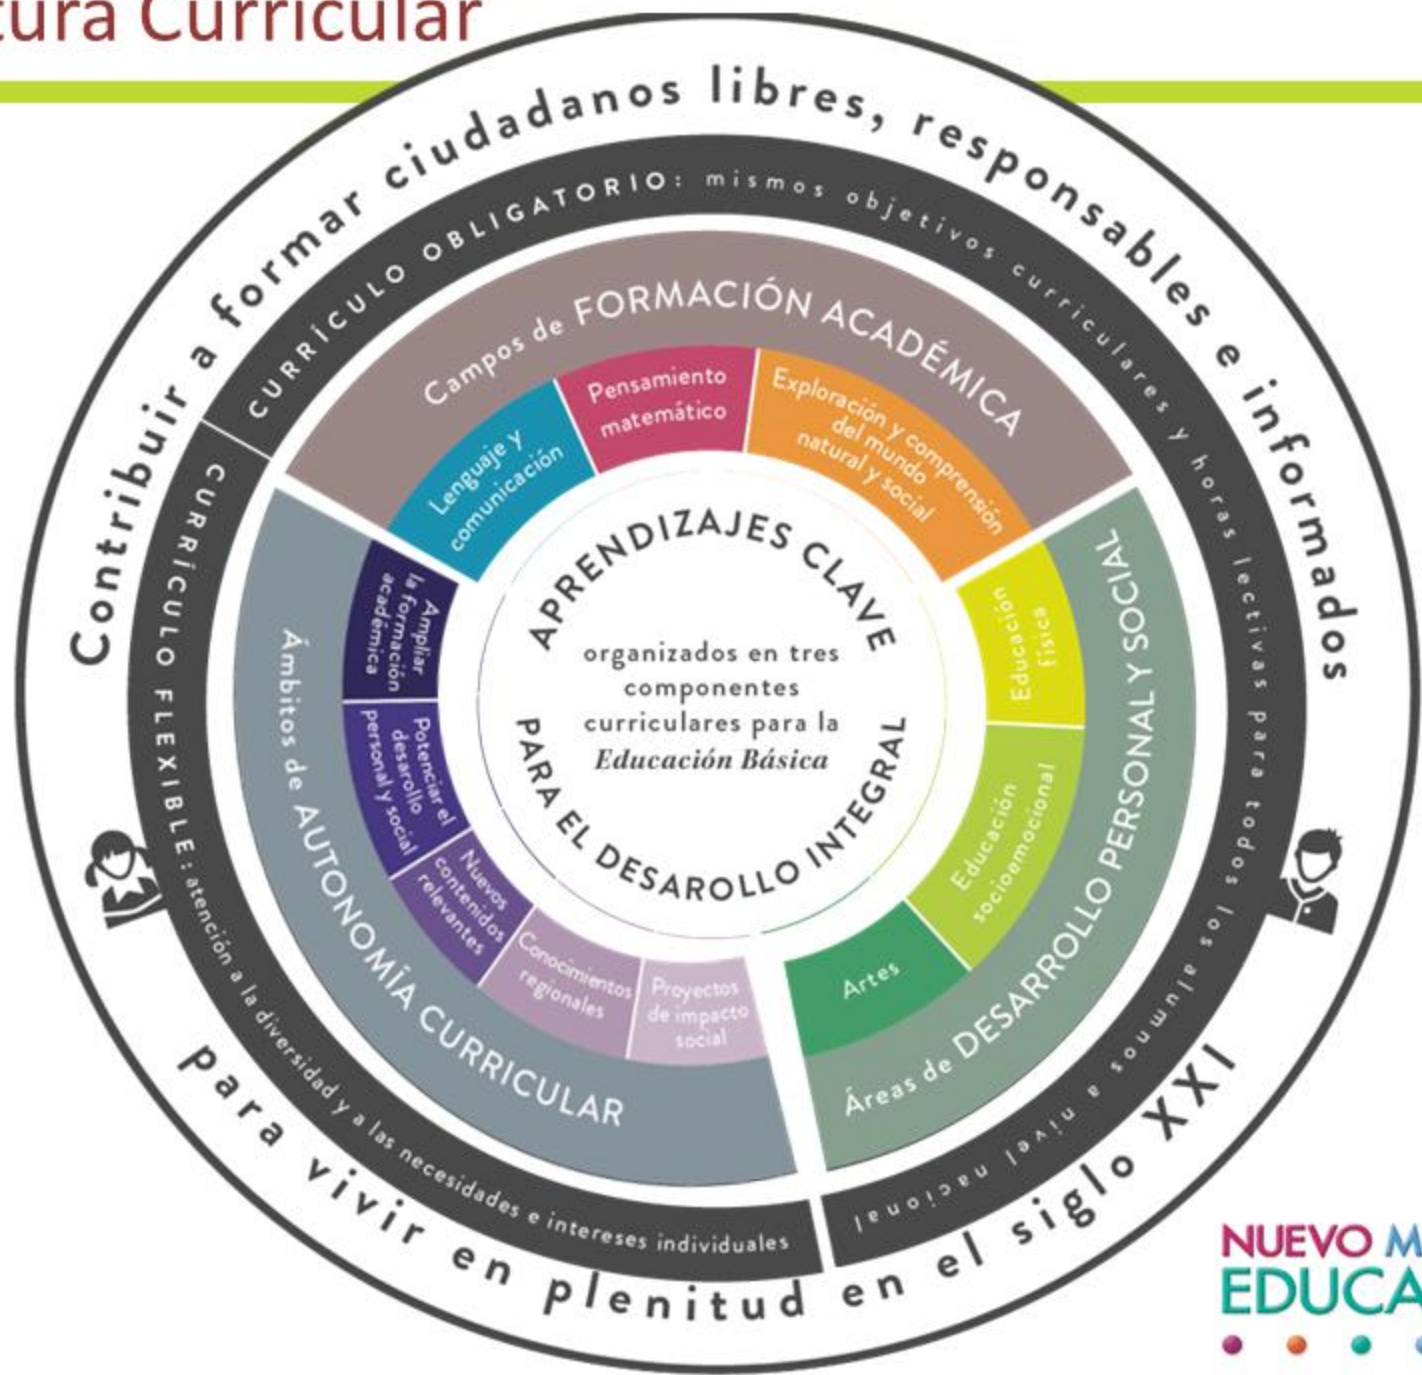 tura Curricular
Contribuir a formar ciudadanos libres, responsables e informados
para vivir en plenitud en el siglo XXI
CURRÍCULO OBLIGATORIO: mismos objetivos curriculares y horas lectivas para todos los alumnos a nivel nacional
CURRÍCULO FLEXIBLE: atención a la diversidad y a las necesidades e intereses individuales
Campos de FORMACIÓN ACADÉMICA
Lenguaje y
comunicación
Pensamiento
matemático
Exploración y comprensión
del mundo
natural y social
Áreas de DESARROLLO PERSONAL Y SOCIAL
Educación
física
Educación
socioemocional
Artes
Ámbitos de AUTONOMÍA CURRICULAR
Ampliar
la formación
académica
Potenciar el
desarollo
personal y social
Nuevos
contenidos
relevantes
Conocimientos
regionales
Proyectos
de impacto
social
APRENDIZAJES CLAVE
organizados en tres
componentes
curriculares para la
Educación Básica
PARA EL DESAROLLO INTEGRAL
NUEVO M
EDUCA